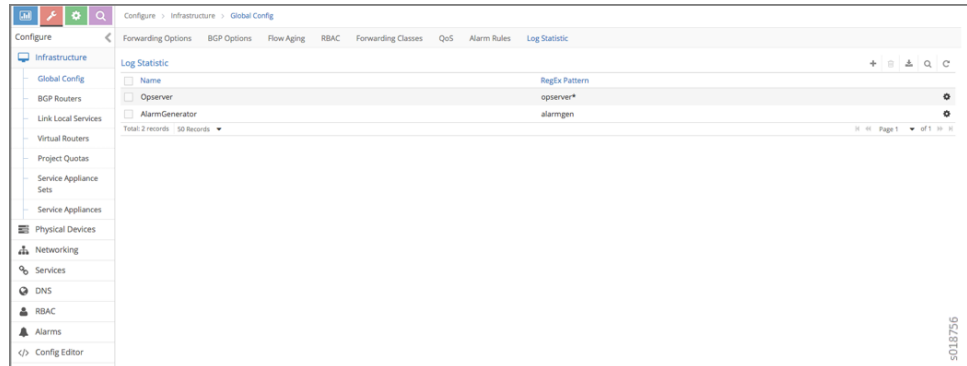 Configure > Infrastructure > Global Config
Configure
Forwarding Options BGP Options Flow Aging RBAC Forwarding Classes QoS Alarm Rules Log Statistic
Infrastructure
Global Config
BGP Routers
Link Local Services
Virtual Routers
Project Quotas
Service Appliance
Sets
Service Appliances
Physical Devices
Networking
Services
DNS
RBAC
Alarms
</> Config Editor
Log Statistic
Name RegEx Pattern
Opserver opserver*
AlarmGenerator alarmgen
Total: 2 records 50 Records Page 1 of 1
s018756